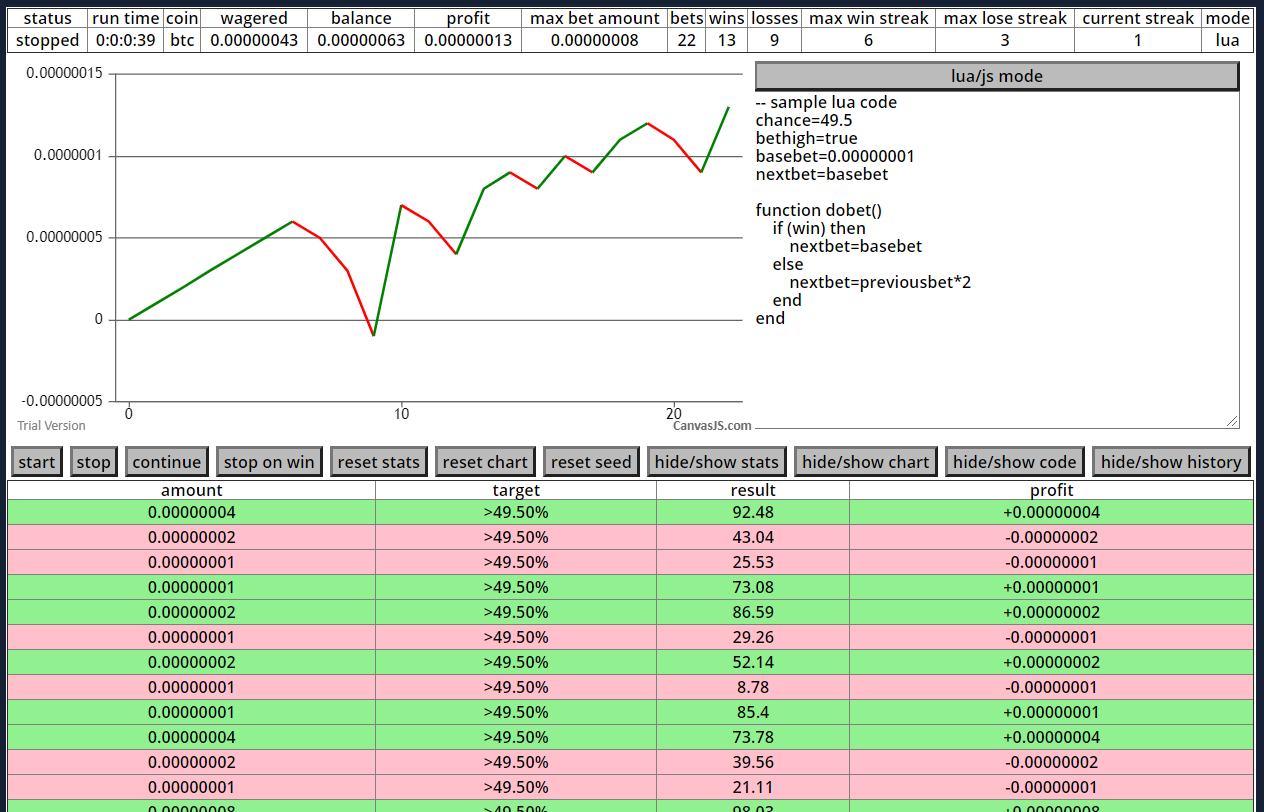 status run time coin wagered balance profit max bet amount bets wins losses max win streak max lose streak current streak mode
stopped 0:0:0:39 btc 0.00000043 0.00000063 0.00000013 0.00000008 22 13 9 6 3 1 lua
0.00000015
0.0000001
0.00000005
0
-0.00000005
0 10 20
Trial Version CanvasJS.com
lua/js mode
-- sample lua code
chance=49.5
bethigh=true
basebet=0.00000001
nextbet=basebet
function dobet()
if (win) then
nextbet=basebet
else
nextbet=previousbet*2
end
end
start stop continue stop on win reset stats reset chart reset seed hide/show stats hide/show chart hide/show code hide/show history
amount target result profit
0.00000004 >49.50% 92.48 +0.00000004
0.00000002 >49.50% 43.04 -0.00000002
0.00000001 >49.50% 25.53 -0.00000001
0.00000001 >49.50% 73.08 +0.00000001
0.00000002 >49.50% 86.59 +0.00000002
0.00000001 >49.50% 29.26 -0.00000001
0.00000002 >49.50% 52.14 +0.00000002
0.00000001 >49.50% 8.78 -0.00000001
0.00000001 >49.50% 85.4 +0.00000001
0.00000004 >49.50% 73.78 +0.00000004
0.00000002 >49.50% 39.56 -0.00000002
0.00000001 >49.50% 21.11 -0.00000001
0.00000008 >49.50% +0.00000008